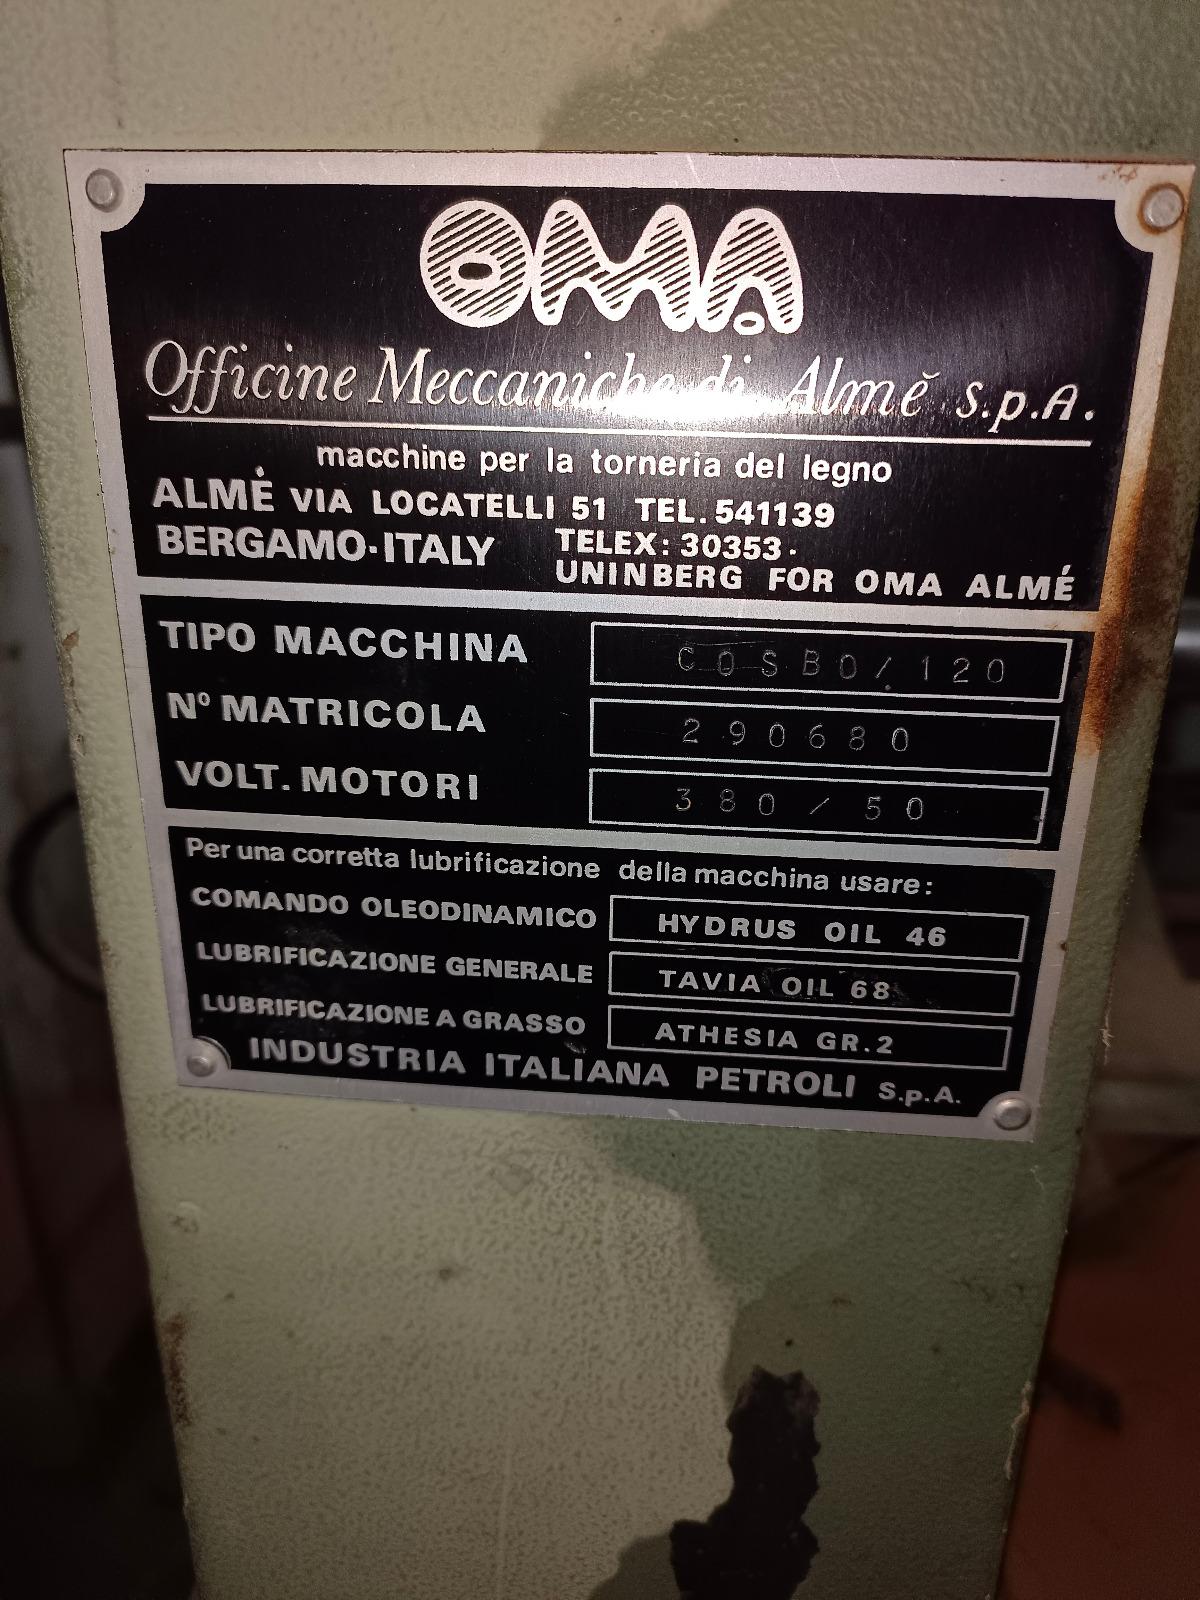 OMA
Officine Meccaniche di Almě s.p.A.
macchine per la torneria del legno
ALMÉ VIA LOCATELLI 51 TEL. 541139
BERGAMO·ITALY TELEX: 30353·
UNINBERG FOR OMA ALMÉ
TIPO MACCHINA COSBO/120
Nº MATRICOLA 290680
VOLT. MOTORI 380/50
Per una corretta lubrificazione della macchina usare:
COMANDO OLEODINAMICO HYDRUS OIL 46
LUBRIFICAZIONE GENERALE TAVIA OIL 68
LUBRIFICAZIONE A GRASSO ATHESIA GR.2
INDUSTRIA ITALIANA PETROLI S.p.A.